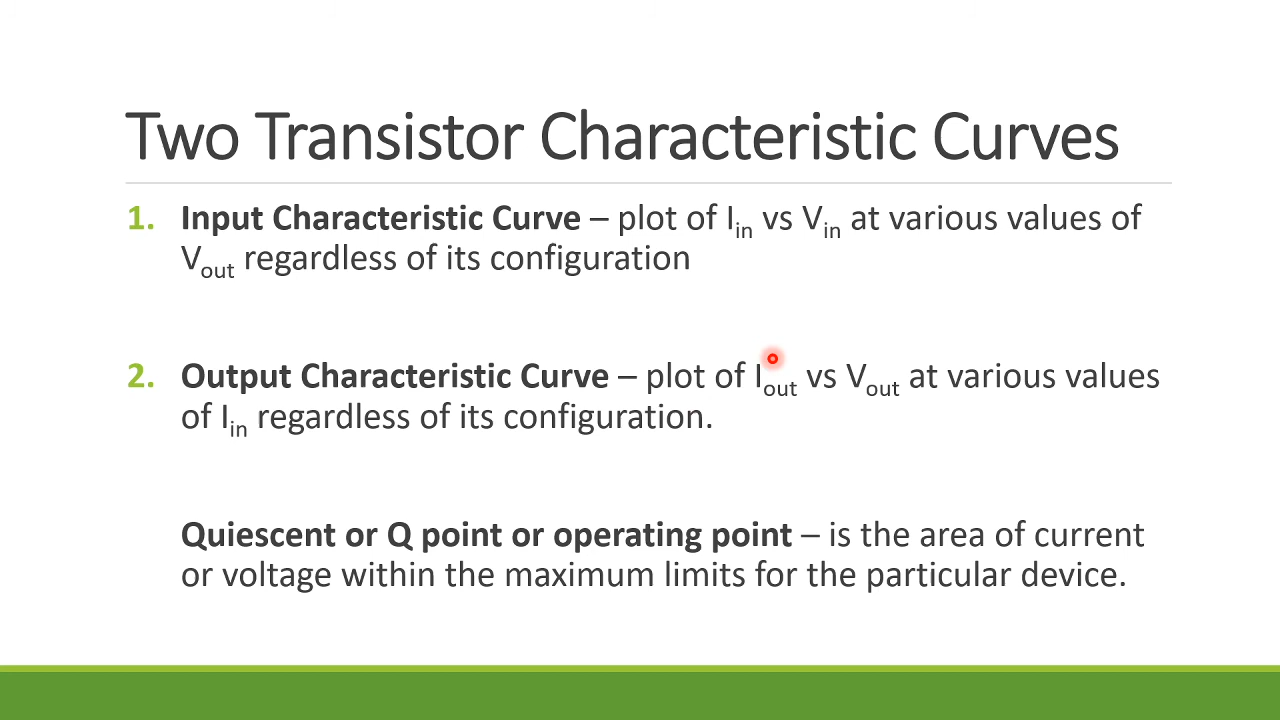 Two Transistor Characteristic Curves
1. Input Characteristic Curve – plot of Iin vs Vin at various values of
Vout regardless of its configuration
2. Output Characteristic Curve – plot of Iout vs Vout at various values
of Iin regardless of its configuration.
Quiescent or Q point or operating point – is the area of current
or voltage within the maximum limits for the particular device.